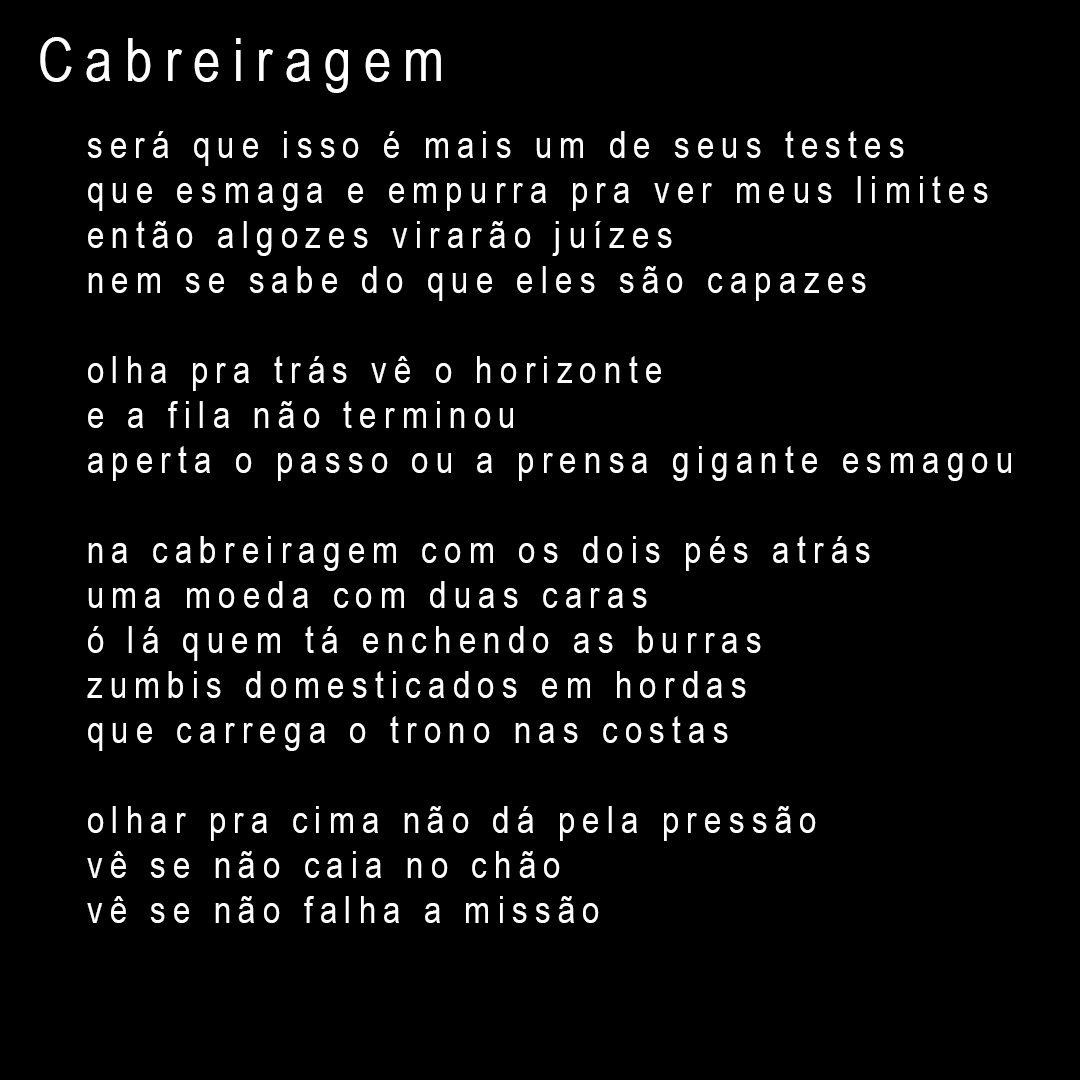 Cabreiragem
será que isso é mais um de seus testes
que esmaga e empurra pra ver meus limites
então algozes virarão juízes
nem se sabe do que eles são capazes
olha pra trás vê o horizonte
e a fila não terminou
aperta o passo ou a prensa gigante esmagou
na cabreiragem com os dois pés atrás
uma moeda com duas caras
ó lá quem tá enchendo as burras
zumbis domesticados em hordas
que carrega o trono nas costas
olhar pra cima não dá pela pressão
vê se não caia no chão
vê se não falha a missão